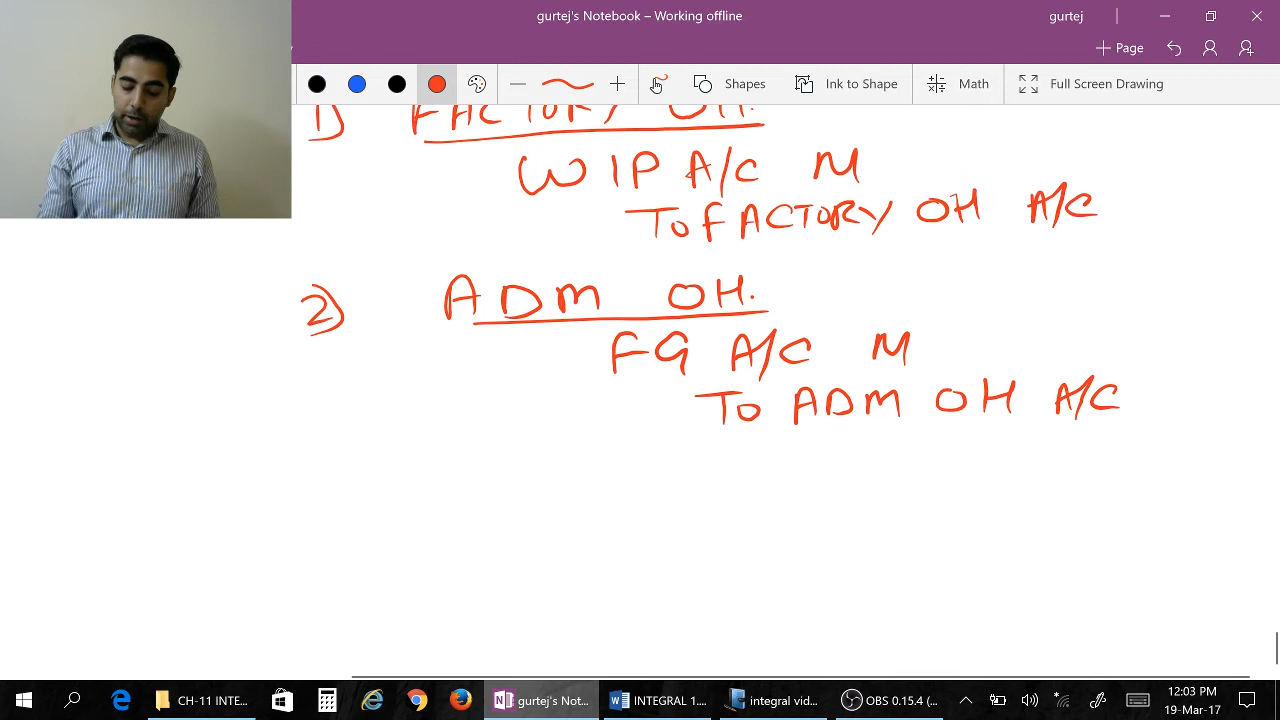 gurtej's Notebook – Working offline
gurtej
Page
Shapes
Ink to Shape
Math
Full Screen Drawing
1) FACTORY OH.
WIP A/C
TO FACTORY OH A/C
2) ADM OH.
FG A/C
TO ADM OH A/C
CH-11 INTE...
gurtej's Not...
INTEGRAL 1....
integral vid...
OBS 0.15.4 (...
12:03 PM
19-Mar-17